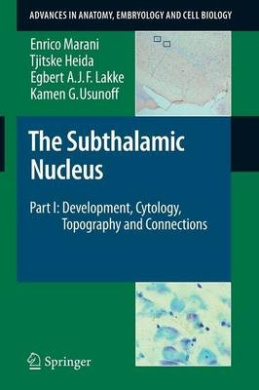 ADVANCES IN ANATOMY, EMBRYOLOGY AND CELL BIOLOGY
Enrico Marani
Tjitske Heida
Egbert A.J.F. Lakke
Kamen G. Usunoff
The Subthalamic
Nucleus
Part I: Development, Cytology,
Topography and Connections
Springer